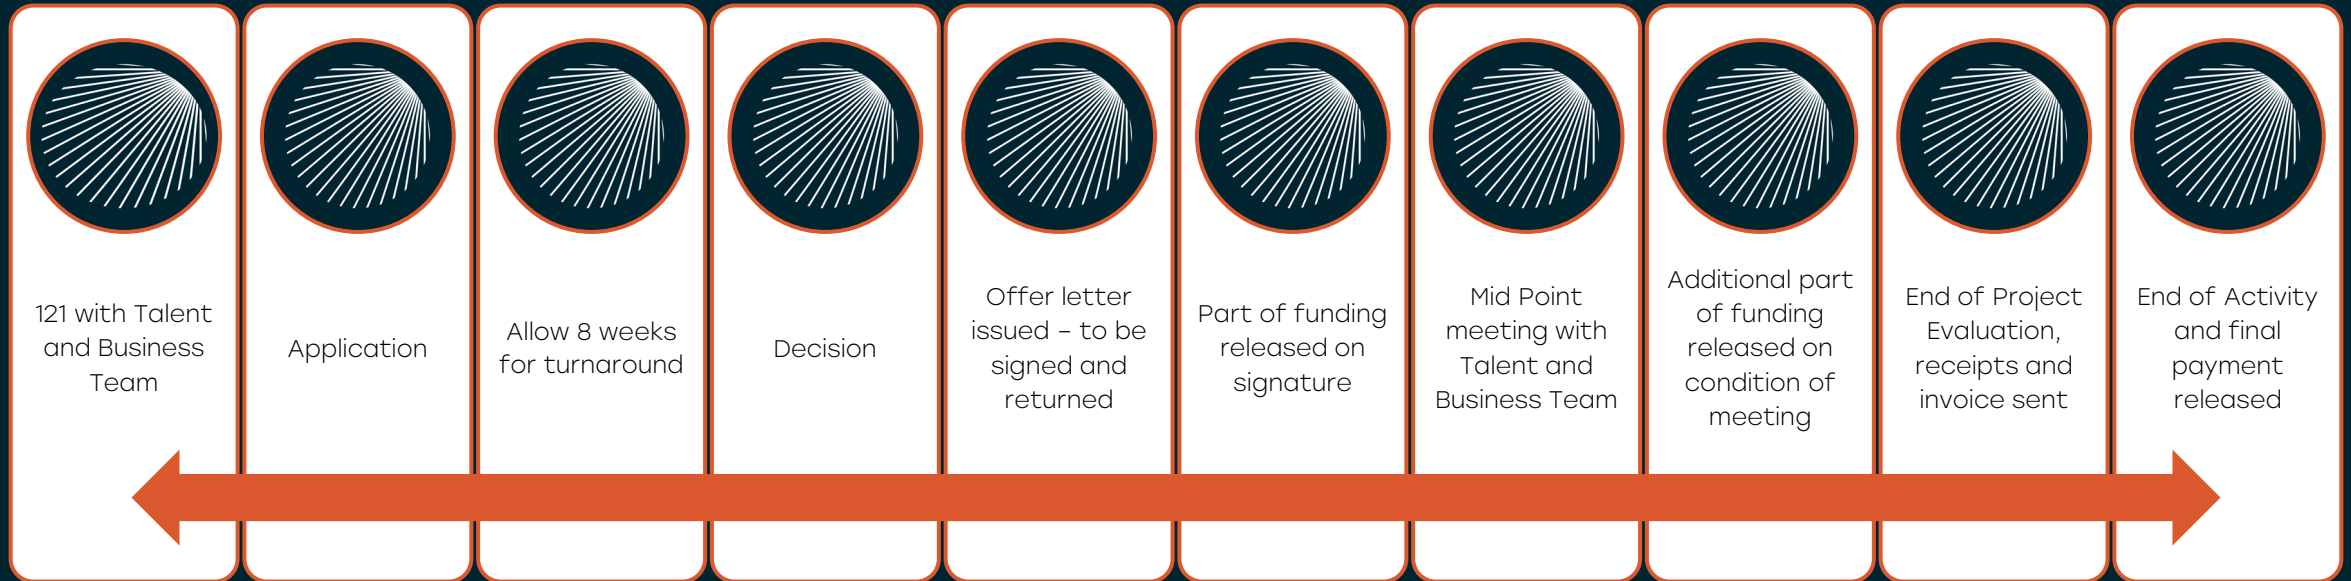 121 with Talent
and Business
Team
Application
Allow 8 weeks
for turnaround
Decision
Offer letter
issued – to be
signed and
returned
Part of funding
released on
signature
Mid Point
meeting with
Talent and
Business Team
Additional part
of funding
released on
condition of
meeting
End of Project
Evaluation,
receipts and
invoice sent
End of Activity
and final
payment
released